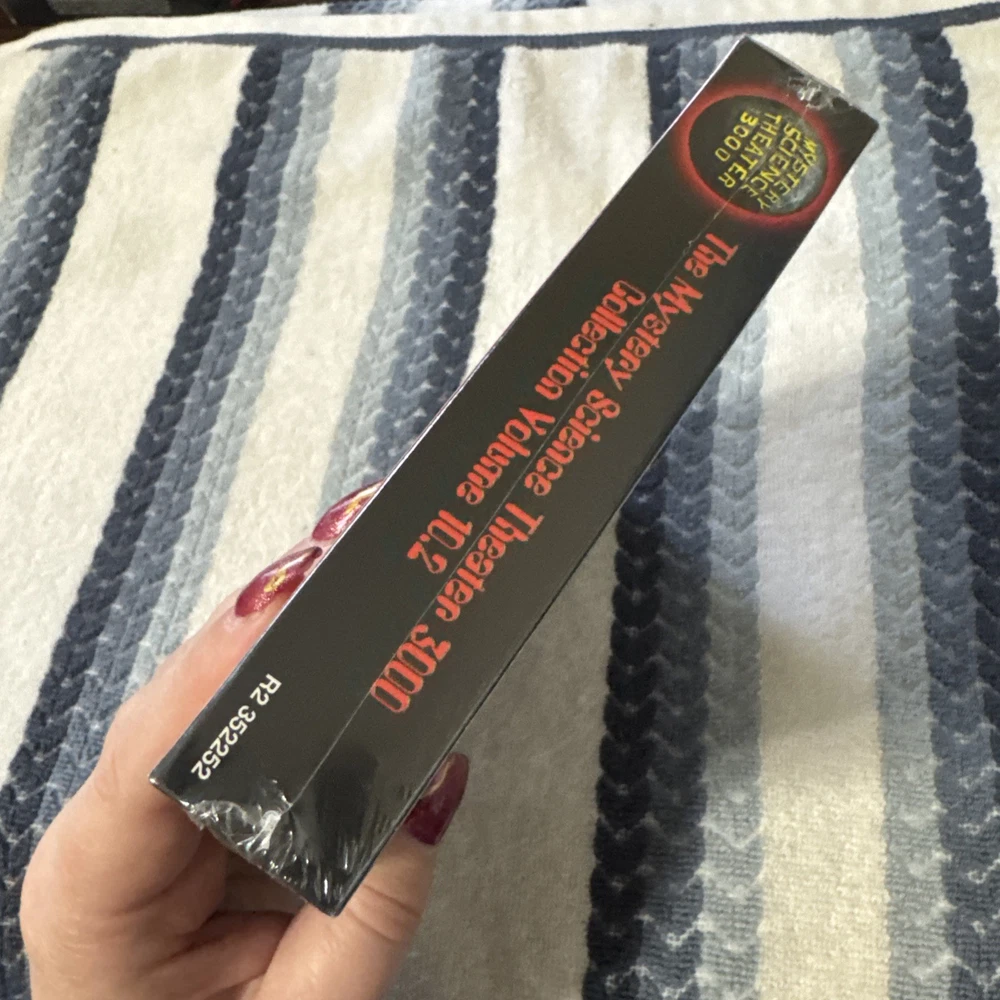 MYSTERY
SCIENCE
THEATER
3000
The Mystery Science Theater 3000
Collection Volume 10.2
R2 352252